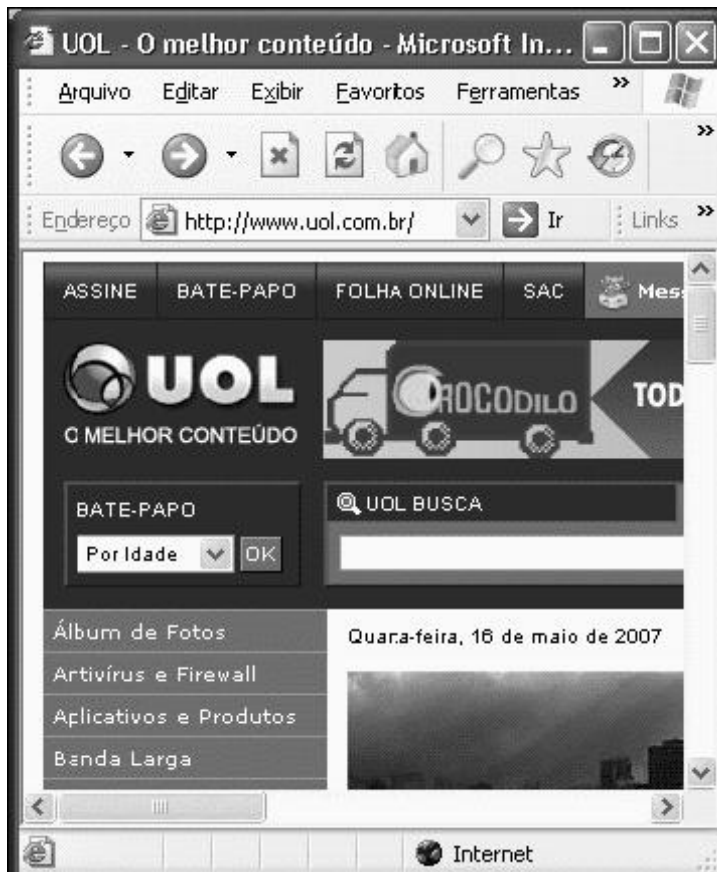 UOL - O melhor conteúdo - Microsoft In...
Arquivo Editar Exibir Favoritos Ferramentas »
»
Endereço http://www.uol.com.br/ Ir Links »
ASSINE BATE-PAPO FOLHA ONLINE SAC Mess
UOL
O MELHOR CONTEÚDO
CROCODILO
TOD
BATE-PAPO
Por Idade OK
UOL BUSCA
Álbum de Fotos
Antivírus e Firewall
Aplicativos e Produtos
Banda Larga
Quarta-feira, 16 de maio de 2007
Internet